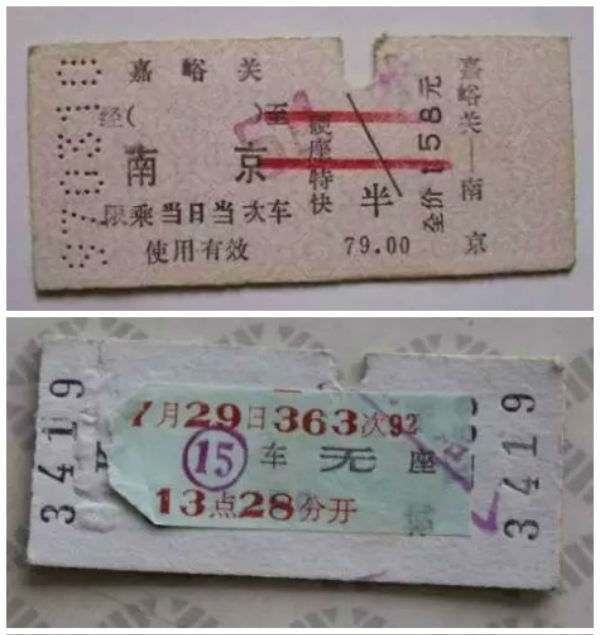 嘉峪关
经( )至
南京
硬座特快
限乘当日当次车
使用有效
半
79.00
全价158元
嘉峪关—南京
3419
7月29日363次92
15车无座
13点28分开
3419